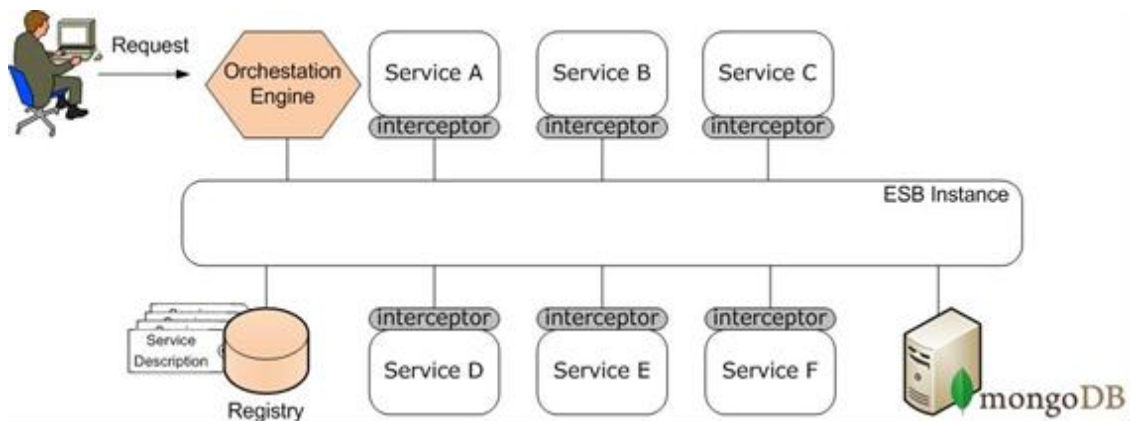 Request
Orchestation
Engine
Service A
Service B
Service C
interceptor
interceptor
interceptor
ESB Instance
interceptor
interceptor
interceptor
Service
Description
Service D
Service E
Service F
Registry
mongoDB